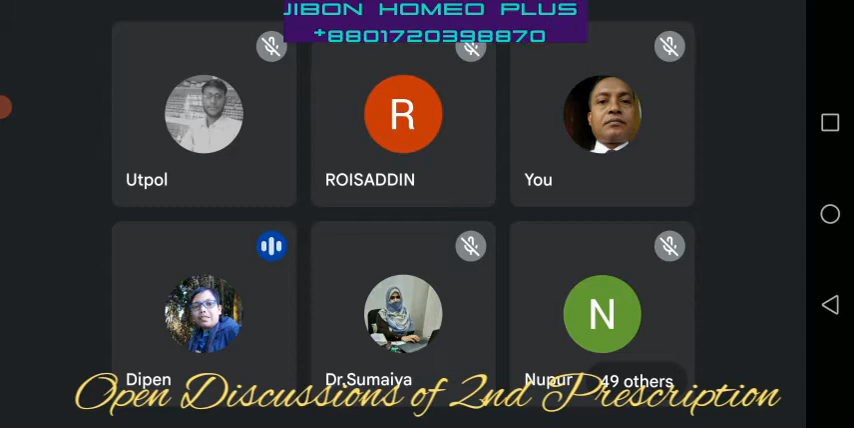 JIBON HOMEO PLUS
+8801720398870
R
Utpol
ROISADDIN
You
N
Dipen
Dr.Sumaiya
Nupur
49 others
Open Discussions of 2nd Prescription